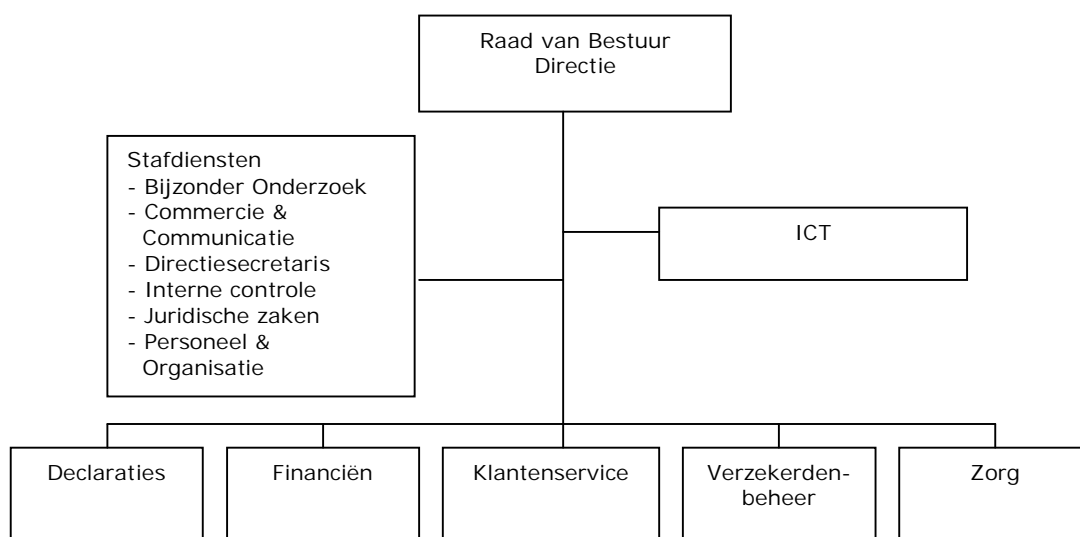 Raad van Bestuur
Directie
Stafdiensten
- Bijzonder Onderzoek
- Commercie &
Communicatie
- Directiesecretaris
- Interne controle
- Juridische zaken
- Personeel &
Organisatie
ICT
Declaraties
Financiën
Klantenservice
Verzekerden-
beheer
Zorg